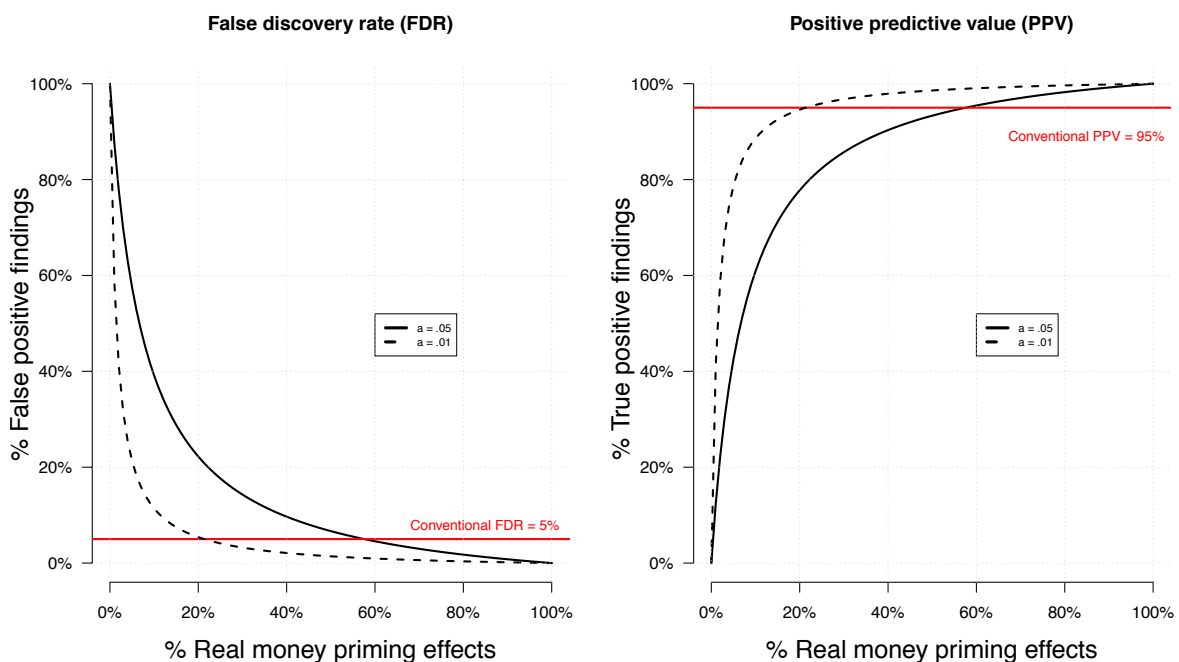 False discovery rate (FDR)
% False positive findings
100%
80%
60%
40%
20%
0%
a = .05
a = .01
Conventional FDR = 5%
0%
20%
40%
60%
80%
100%
% Real money priming effects
Positive predictive value (PPV)
% True positive findings
100%
80%
60%
40%
20%
0%
Conventional PPV = 95%
a = .05
a = .01
0%
20%
40%
60%
80%
100%
% Real money priming effects